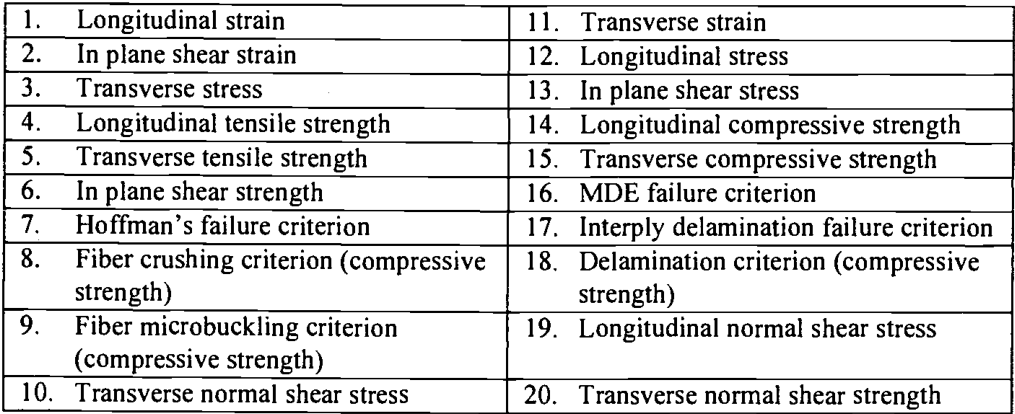 1. Longitudinal strain
11. Transverse strain
2. In plane shear strain
12. Longitudinal stress
3. Transverse stress
13. In plane shear stress
4. Longitudinal tensile strength
14. Longitudinal compressive strength
5. Transverse tensile strength
15. Transverse compressive strength
6. In plane shear strength
16. MDE failure criterion
7. Hoffman's failure criterion
17. Interply delamination failure criterion
8. Fiber crushing criterion (compressive
strength)
18. Delamination criterion (compressive
strength)
9. Fiber microbuckling criterion
(compressive strength)
19. Longitudinal normal shear stress
10. Transverse normal shear stress
20. Transverse normal shear strength